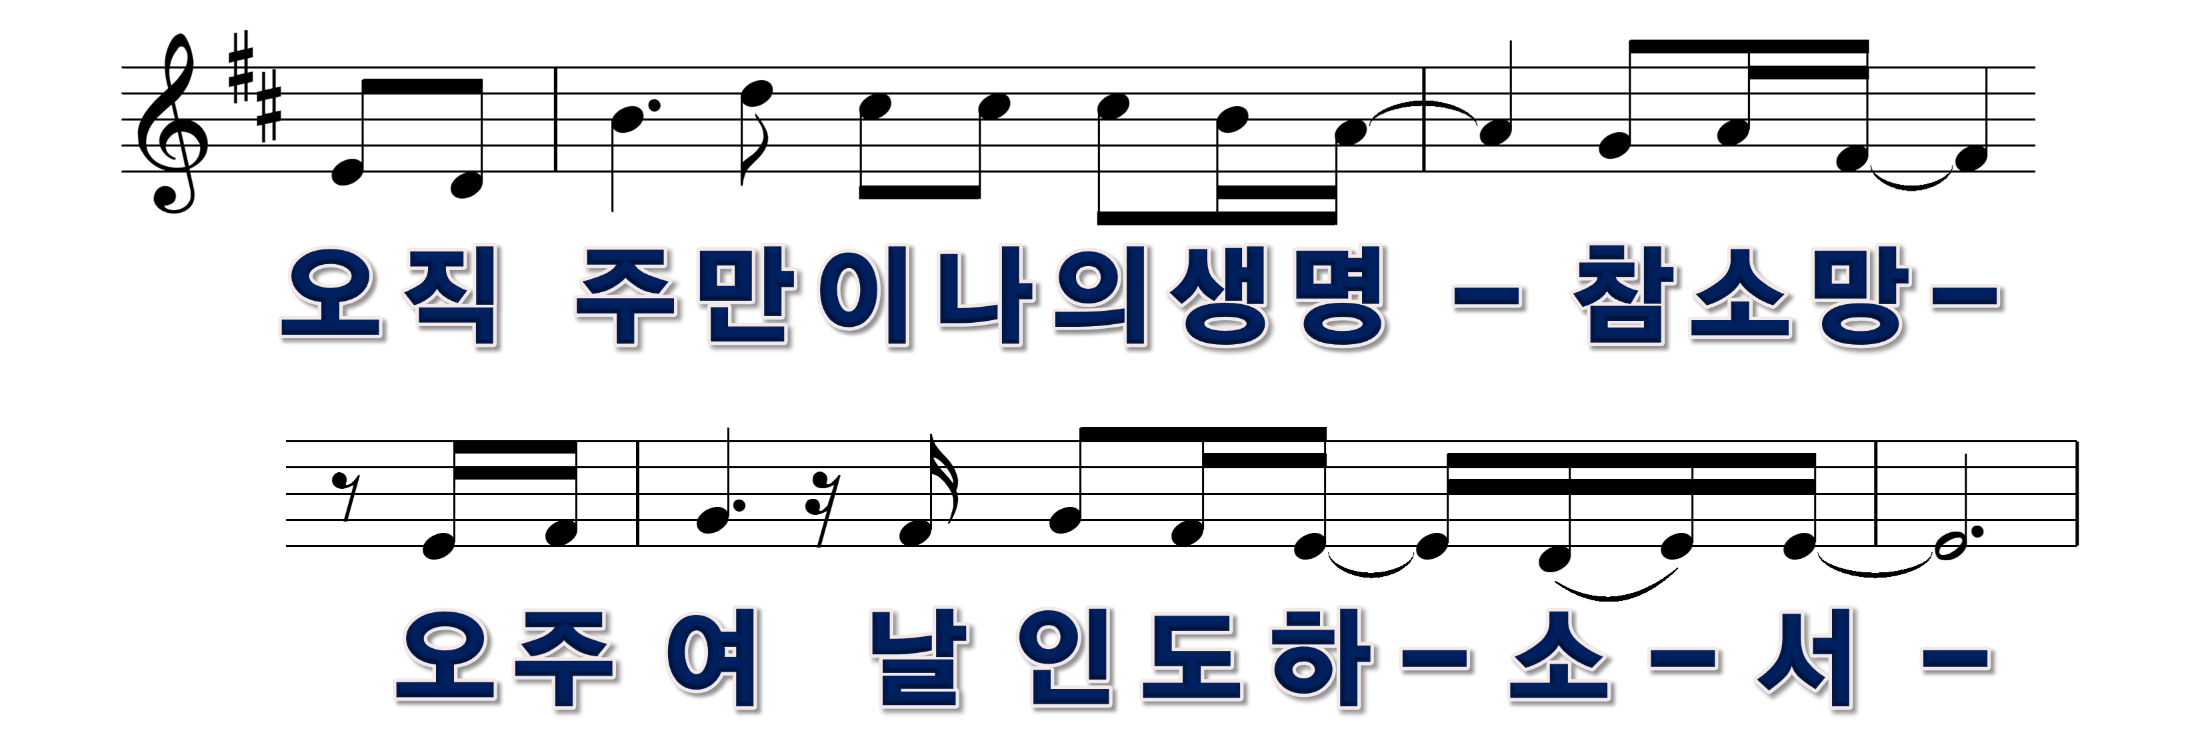 오직 주만이나의생명 - 참소망-
오주 여 날 인도하-소-서 -